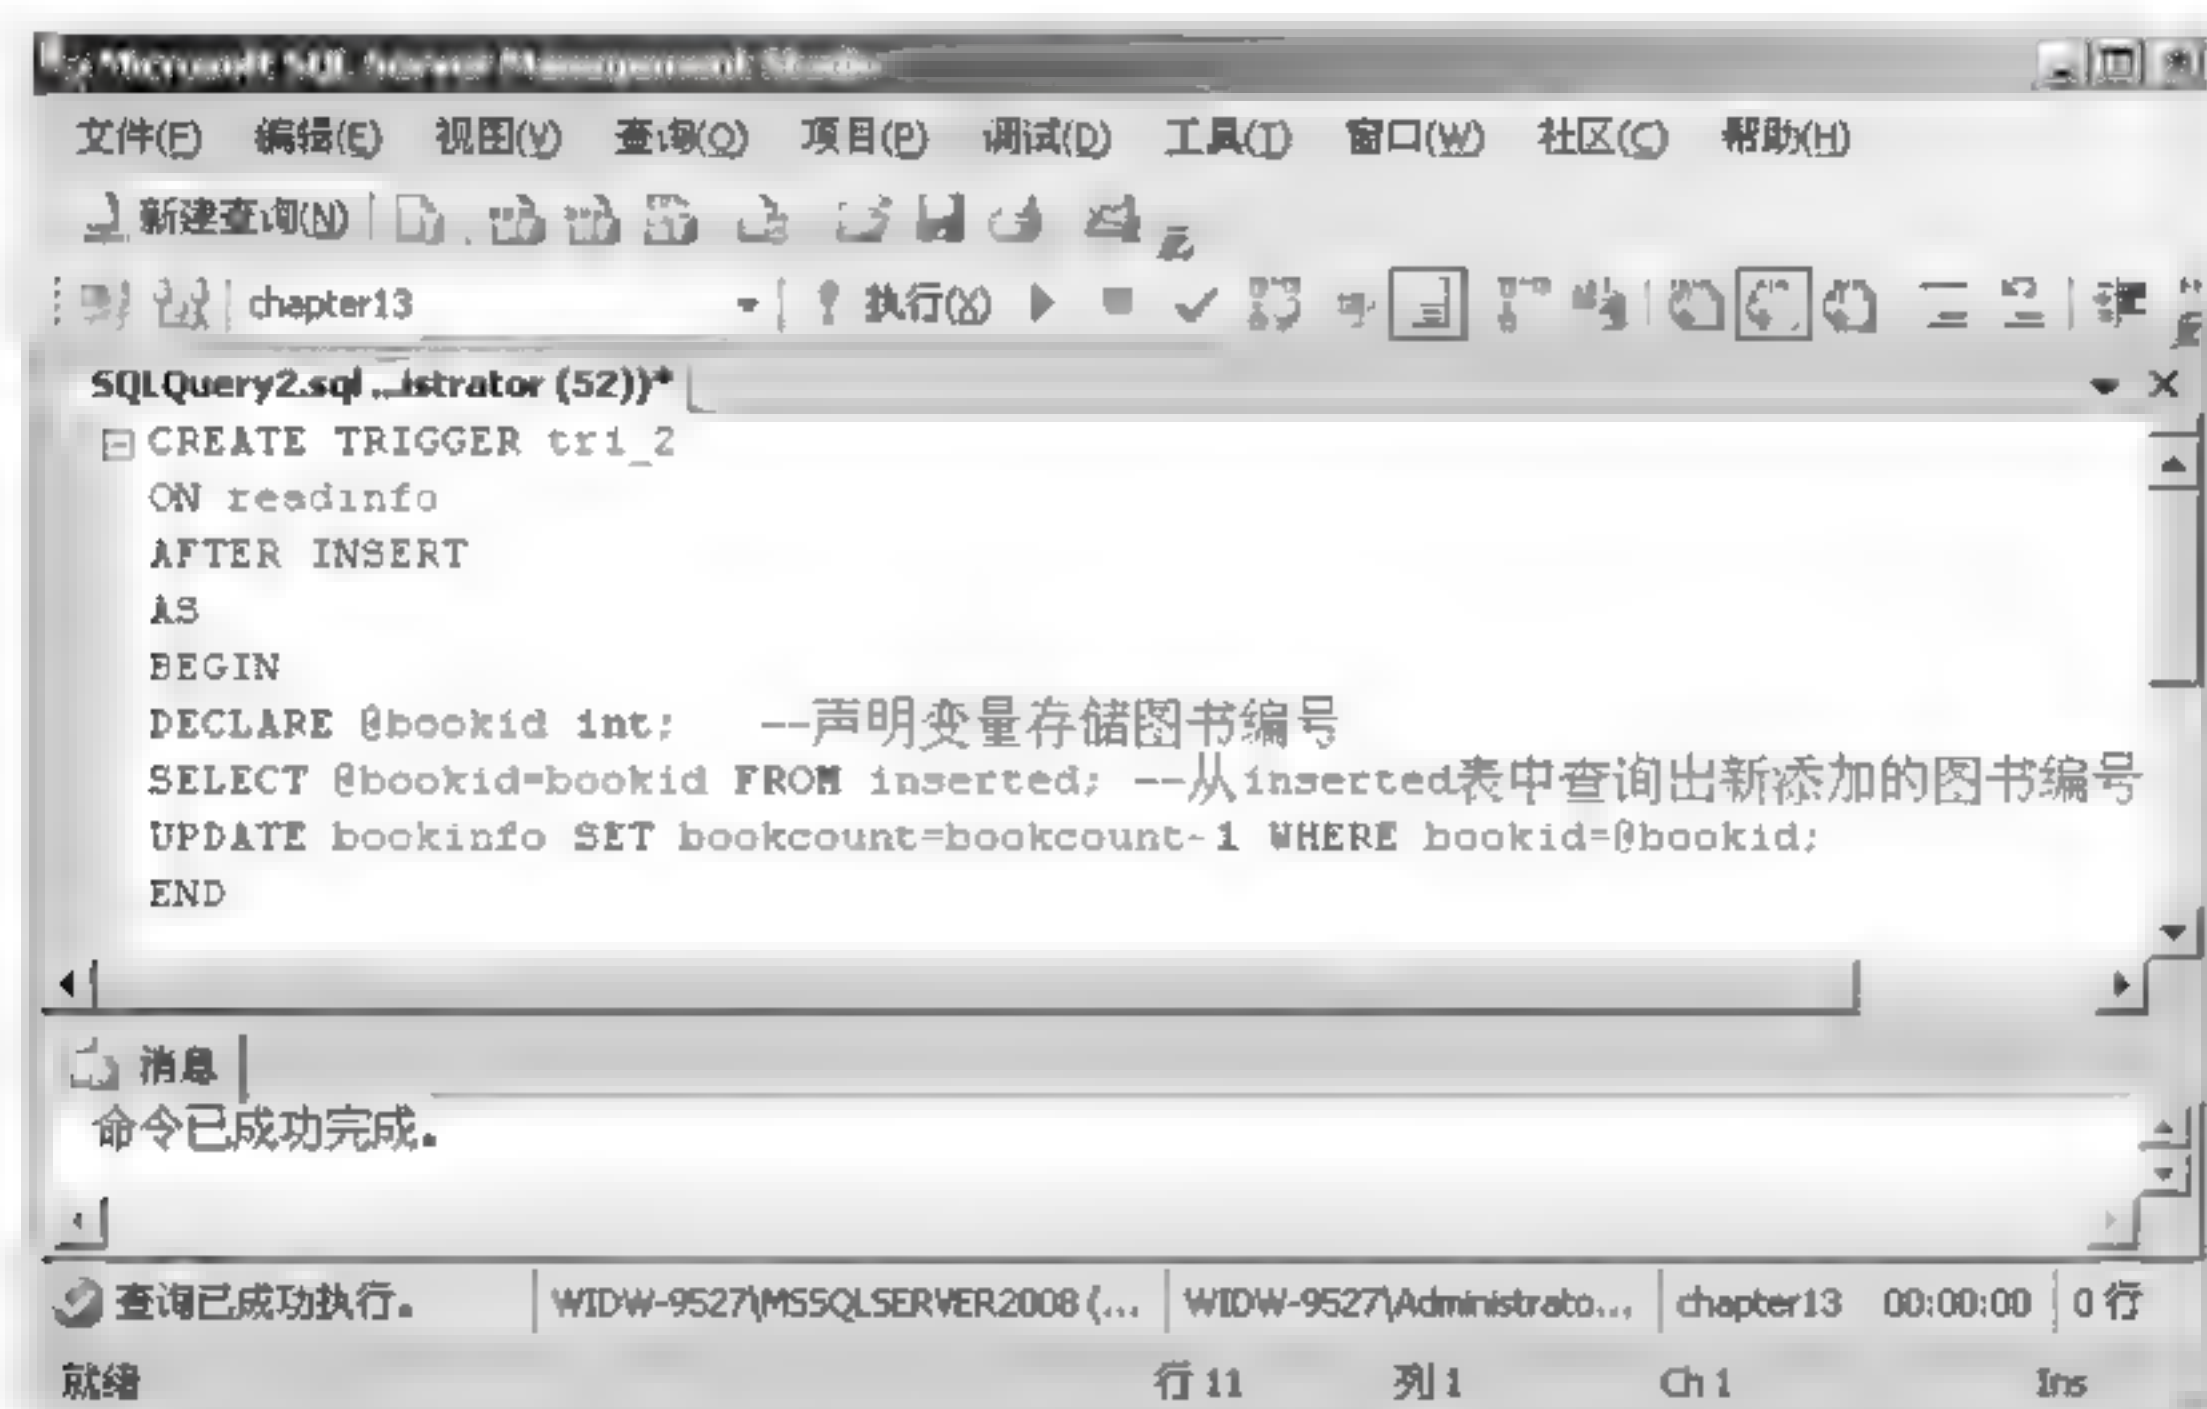 Microsoft SQL Server Management Studio
文件(F) 编辑(E) 视图(V) 查询(Q) 项目(P) 调试(D) 工具(T) 窗口(W) 社区(C) 帮助(H)
新建查询(N)
chapter13 执行(X)
SQLQuery2.sql ...istrator (52))*
CREATE TRIGGER tri_2
ON readinfo
AFTER INSERT
AS
BEGIN
DECLARE @bookid int; --声明变量存储图书编号
SELECT @bookid=bookid FROM inserted; --从inserted表中查询出新添加的图书编号
UPDATE bookinfo SET bookcount=bookcount-1 WHERE bookid=@bookid;
END
消息
命令已成功完成。
查询已成功执行。 WIDW-9527\MSSQLSERVER2008 (... WIDW-9527\Administrato... chapter13 00:00:00 0 行
就绪 行 11 列 1 Ch 1 Ins